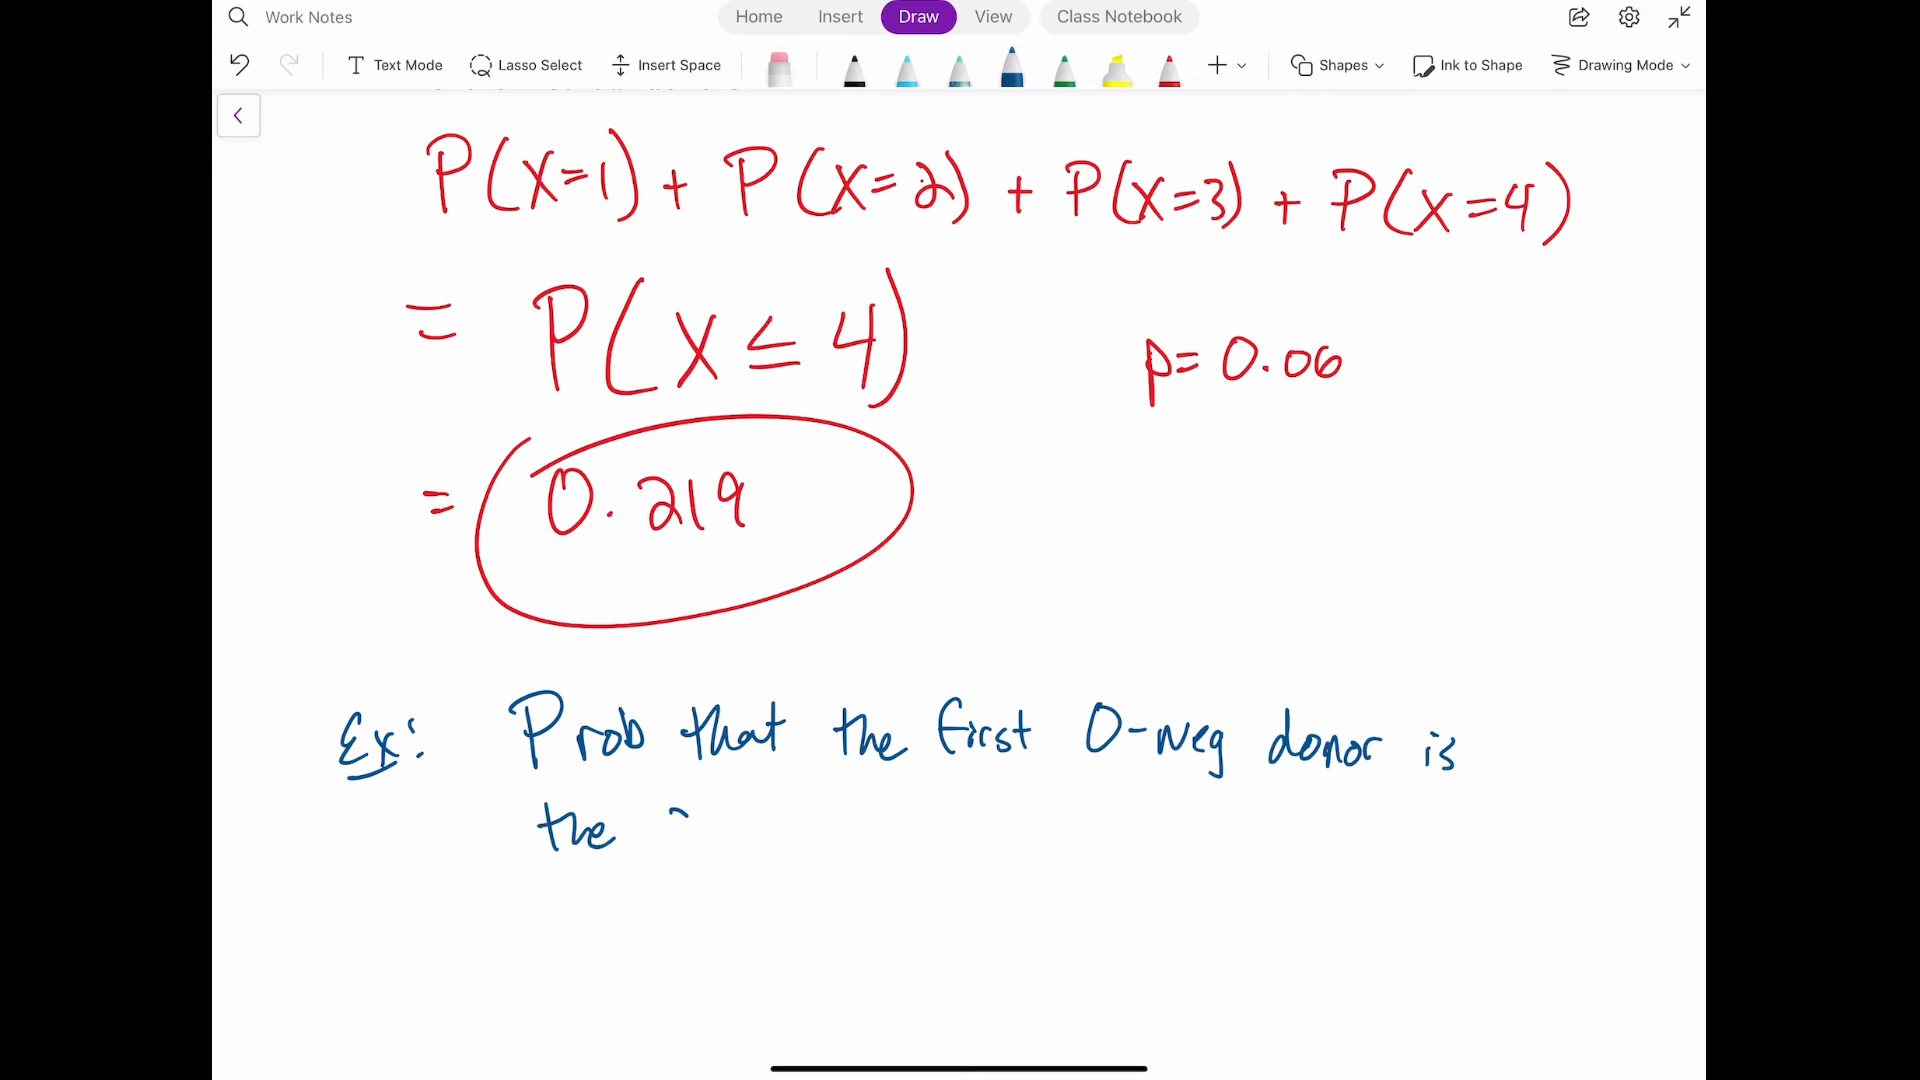 Work Notes
Home Insert Draw View Class Notebook
Text Mode Lasso Select Insert Space Shapes Ink to Shape Drawing Mode
P(X=1) + P(X=2) + P(X=3) + P(X=4)
= P(X ≤ 4)
p= 0.06
= 0.219
Ex: Prob that the first O-neg donor is
the